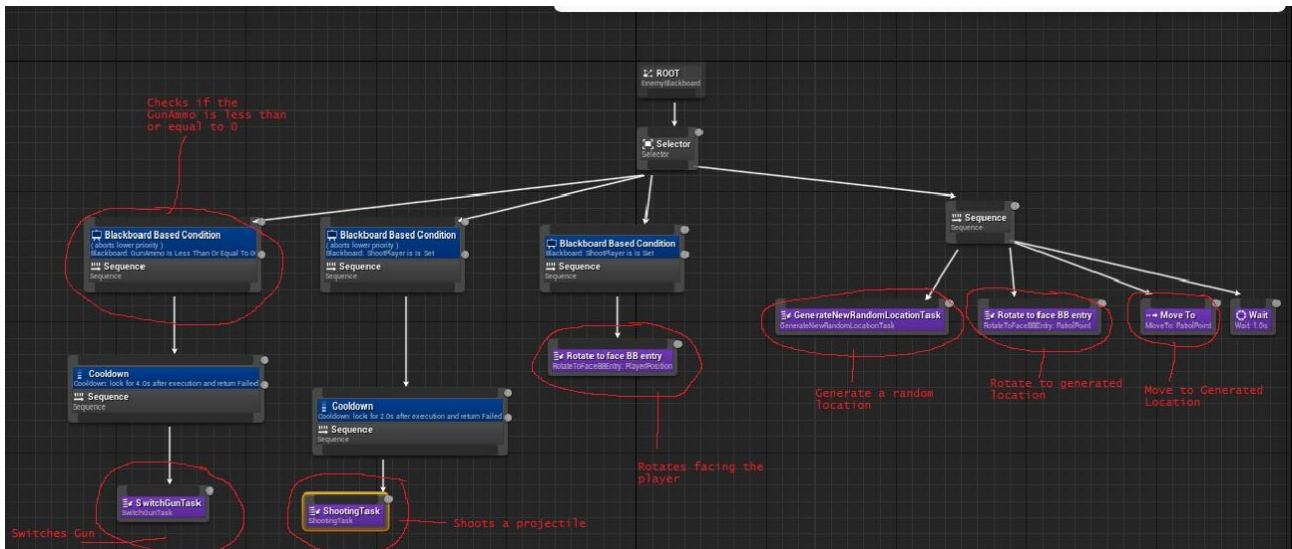 ROOT
EnemyBlackboard
Selector
Selector
Checks if the
GunAmmo is less than
or equal to 0
Blackboard Based Condition
( aborts lower priority )
Blackboard: GunAmmo Is Less Than Or Equal To 0
Sequence
Sequence
Cooldown
Cooldown: lock for 4.0s after execution and return Failed
Sequence
Sequence
SwitchGunTask
SwitchGunTask
Switches Gun
Blackboard Based Condition
( aborts lower priority )
Blackboard: ShootPlayer is Is Set
Sequence
Sequence
Cooldown
Cooldown: lock for 2.0s after execution and return Failed
Sequence
Sequence
ShootingTask
ShootingTask
Shoots a projectile
Blackboard Based Condition
Blackboard: ShootPlayer is Is Set
Sequence
Sequence
Rotate to face BB entry
RotateToFaceBBEntry: PlayerPosition
Rotates facing the
player
Sequence
Sequence
GenerateNewRandomLocationTask
GenerateNewRandomLocationTask
Generate a random
location
Rotate to face BB entry
RotateToFaceBBEntry: PatrolPoint
Rotate to generated
location
Move To
MoveTo: PatrolPoint
Move to Generated
Location
Wait
Wait: 1.0s